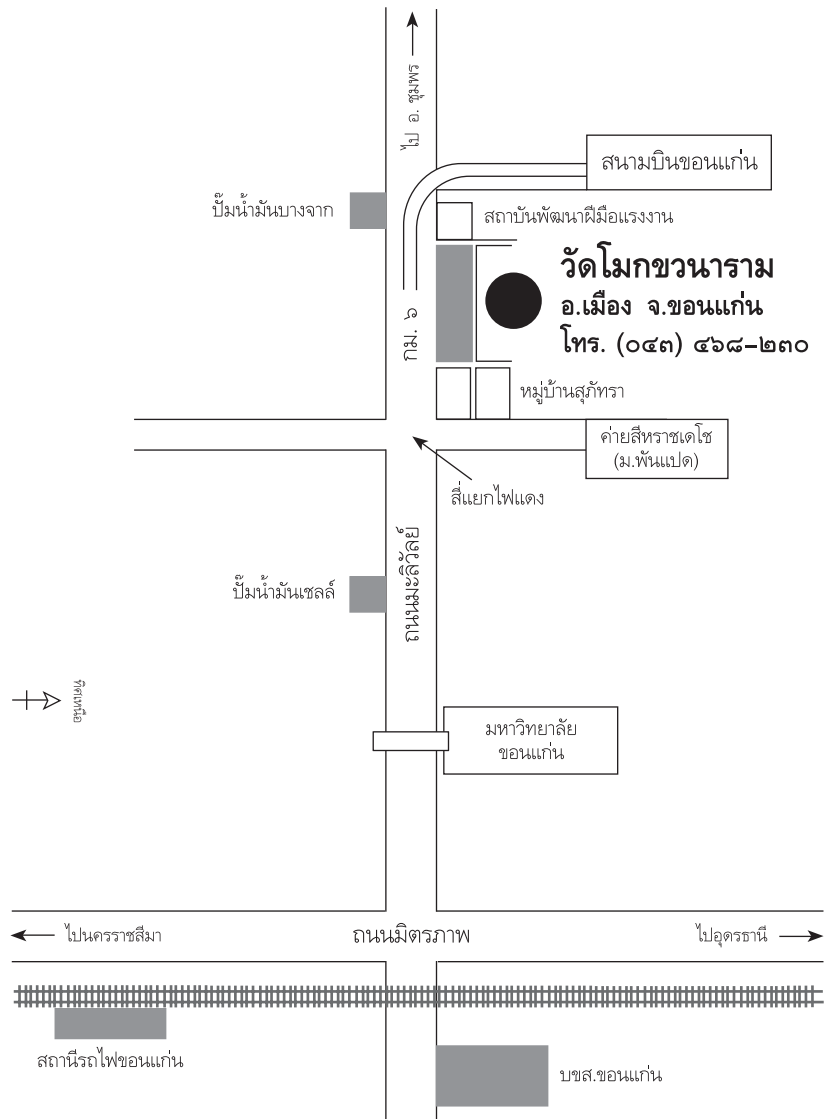 ไป อ. ชุมพร
สนามบินขอนแก่น
ปั๊มน้ำมันบางจาก
สถาบันพัฒนาฝีมือแรงงาน
วัดโมกขวนาราม
อ.เมือง จ.ขอนแก่น
โทร. (๐๔๓) ๔๖๘-๒๓๐
กม. ๖
หมู่บ้านสุภัทรา
ค่ายสีหราชเดโช
(ม.พันแปด)
สี่แยกไฟแดง
ถนนมะลิวัลย์
ปั๊มน้ำมันเชลล์
ทิศเหนือ
มหาวิทยาลัย
ขอนแก่น
ไปนครราชสีมา
ถนนมิตรภาพ
ไปอุดรธานี
สถานีรถไฟขอนแก่น
บขส.ขอนแก่น